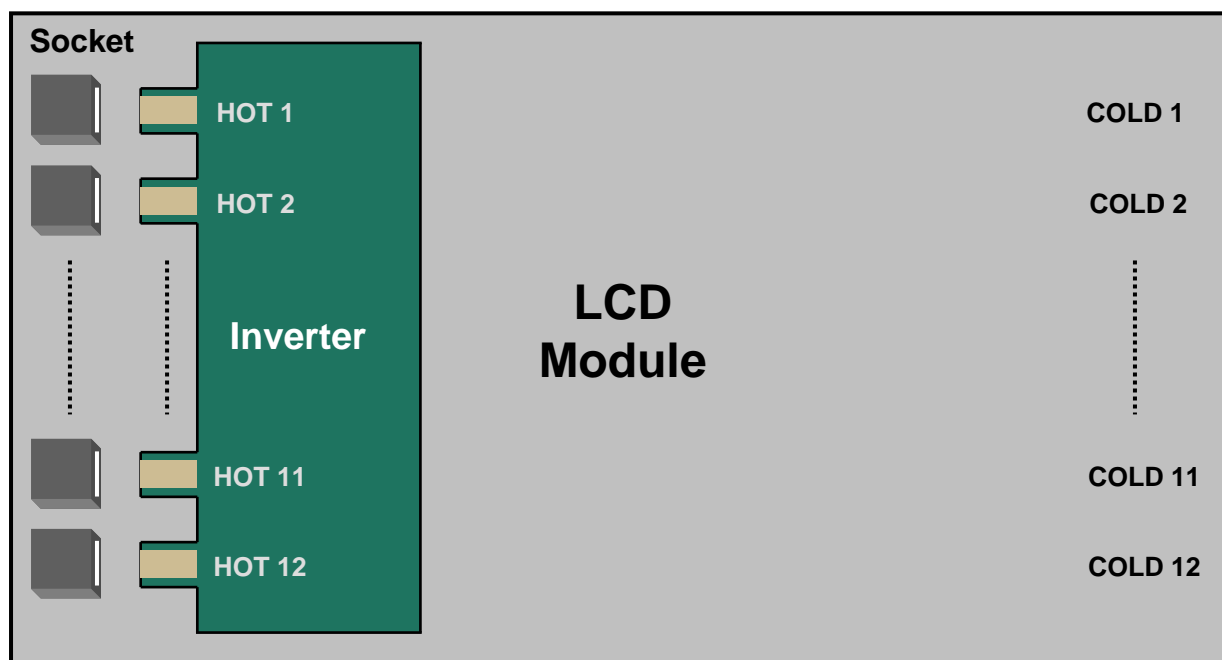 Socket
HOT 1
COLD 1
HOT 2
COLD 2
Inverter
LCD
Module
HOT 11
COLD 11
HOT 12
COLD 12